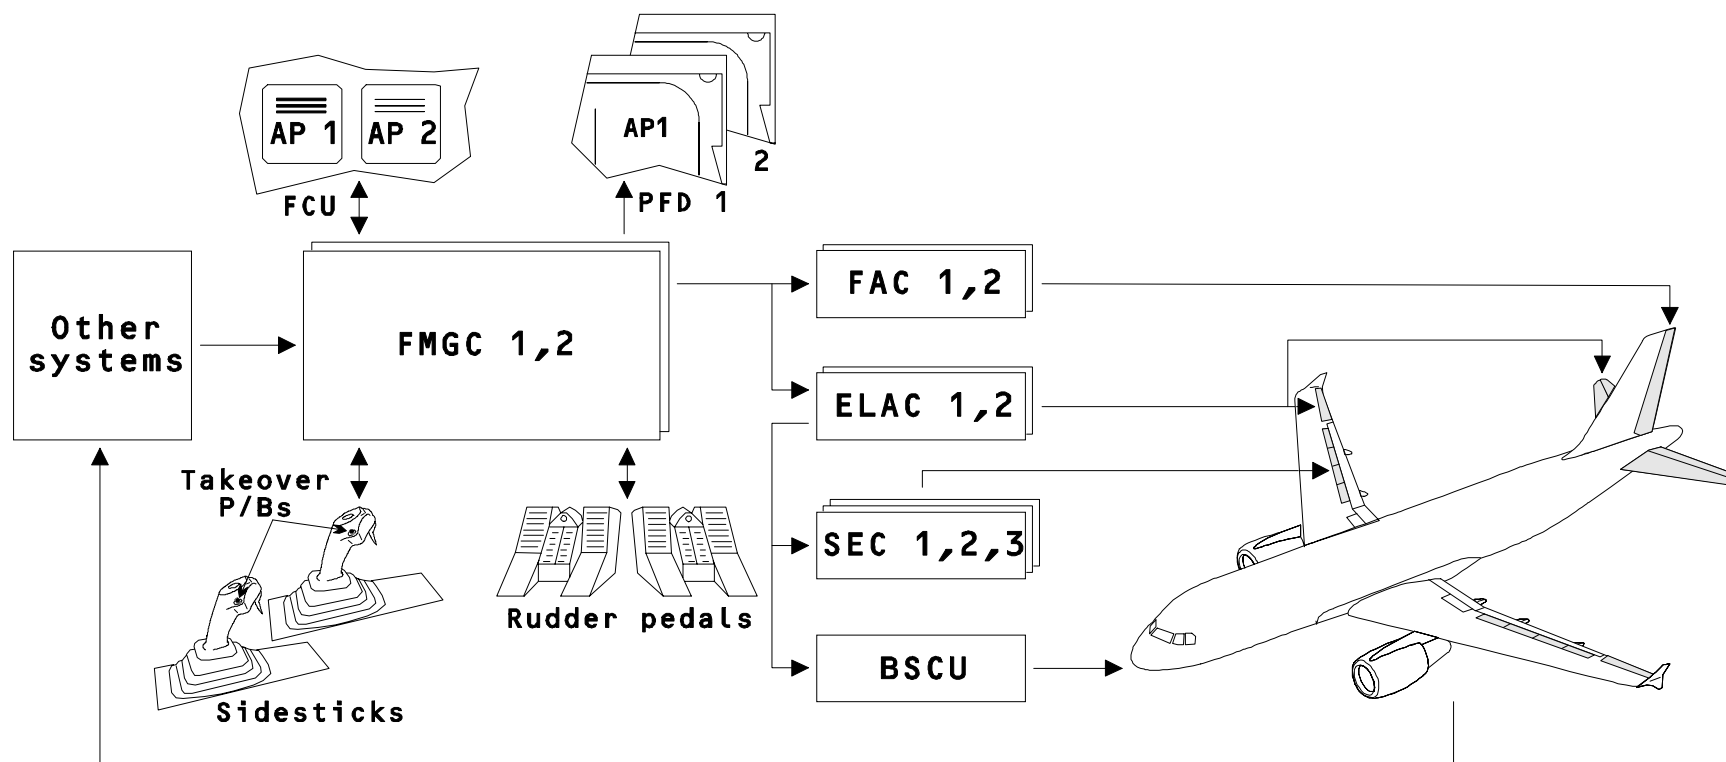 AP 1
AP 2
AP1
2
FCU
PFD 1
FAC 1,2
Other
systems
FMGC 1,2
ELAC 1,2
Takeover
P/Bs
SEC 1,2,3
Rudder pedals
BSCU
Sidesticks